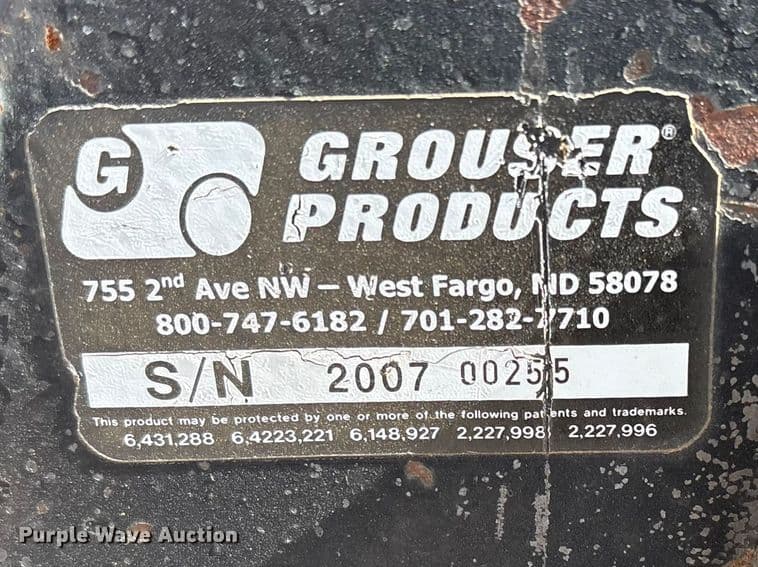 G
GROUSER®
PRODUCTS
755 2nd Ave NW – West Fargo, ND 58078
800-747-6182 / 701-282-7710
S/N 2007 00255
This product may be protected by one or more of the following patents and trademarks.
6,431,288 6,4223,221 6,148,927 2,227,998 2,227,996
Purple Wave Auction